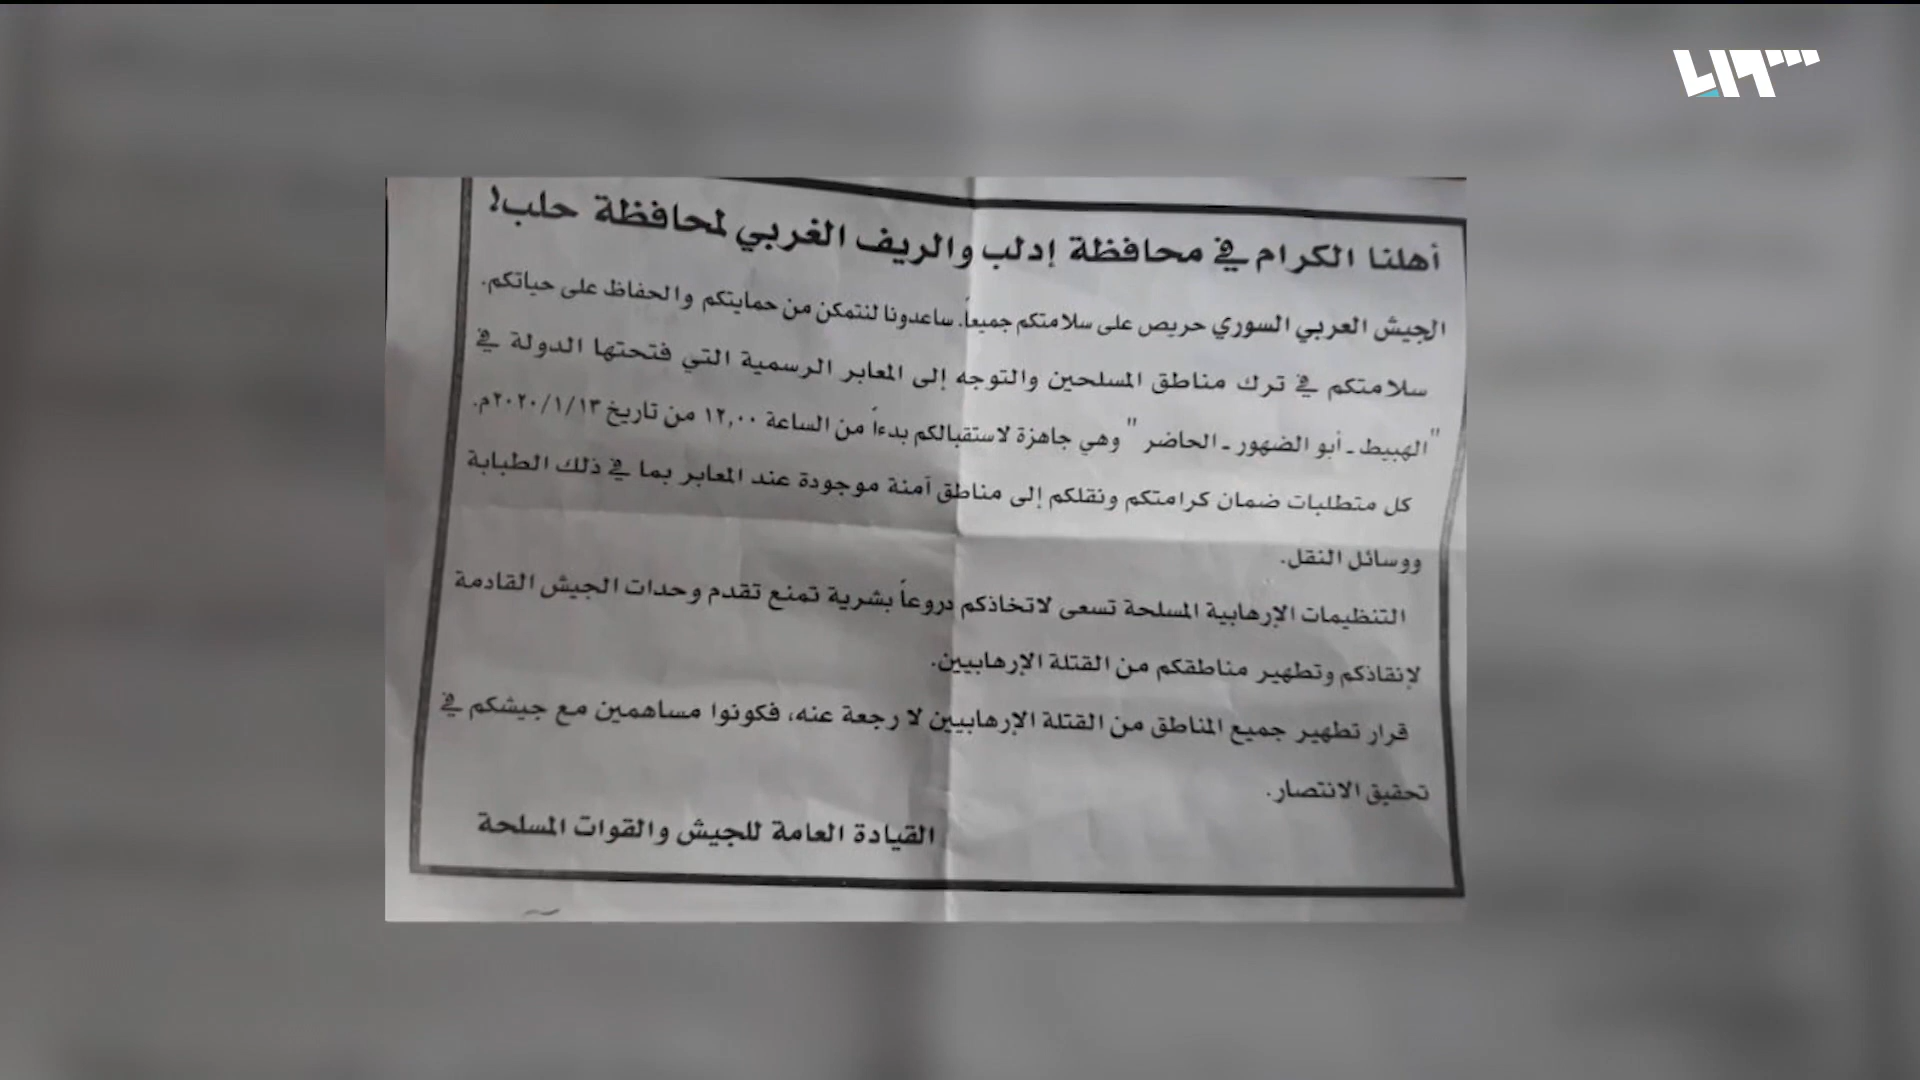 سوريا
أهلنا الكرام في محافظة إدلب والريف الغربي لمحافظة حلب!
الجيش العربي السوري حريص على سلامتكم جميعاً. ساعدونا لنتمكن من حمايتكم والحفاظ على حياتكم.
سلامتكم في ترك مناطق المسلحين والتوجه إلى المعابر الرسمية التي فتحتها الدولة في
"الهبيط ـ أبو الضهور ـ الحاضر" وهي جاهزة لاستقبالكم بدءاً من الساعة ١٢,٠٠ من تاريخ ٢٠٢٠/١/١٣م.
كل متطلبات ضمان كرامتكم ونقلكم إلى مناطق آمنة موجودة عند المعابر بما في ذلك الطبابة
ووسائل النقل.
التنظيمات الإرهابية المسلحة تسعى لاتخاذكم دروعاً بشرية تمنع تقدم وحدات الجيش القادمة
لإنقاذكم وتطهير مناطقكم من القتلة الإرهابيين.
قرار تطهير جميع المناطق من القتلة الإرهابيين لا رجعة عنه، فكونوا مساهمين مع جيشكم في
تحقيق الانتصار.
القيادة العامة للجيش والقوات المسلحة